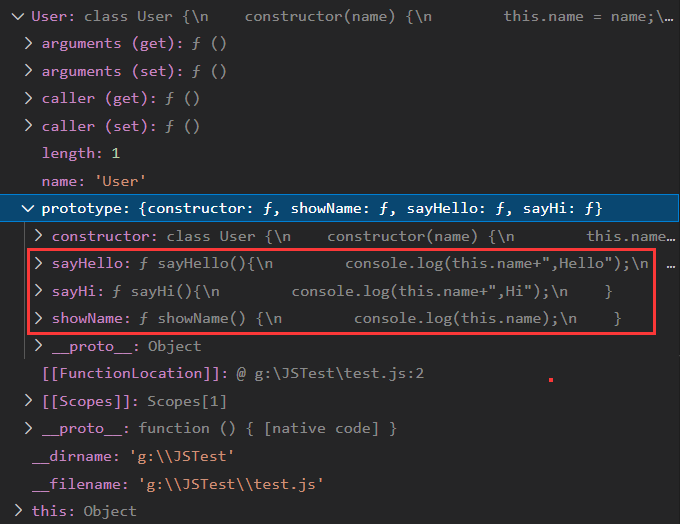 User: class User {\n    constructor(name) {\n        this.name = name;\…
arguments (get): ƒ ()
arguments (set): ƒ ()
caller (get): ƒ ()
caller (set): ƒ ()
length: 1
name: 'User'
prototype: {constructor: ƒ, showName: ƒ, sayHello: ƒ, sayHi: ƒ}
constructor: class User {\n    constructor(name) {\n        this.name…
sayHello: ƒ sayHello(){\n        console.log(this.name+",Hello");\n  …
sayHi: ƒ sayHi(){\n        console.log(this.name+",Hi");\n    }
showName: ƒ showName() {\n        console.log(this.name);\n    }
__proto__: Object
[[FunctionLocation]]: @ g:\JSTest\test.js:2
[[Scopes]]: Scopes[1]
__proto__: function () { [native code] }
__dirname: 'g:\\JSTest'
__filename: 'g:\\JSTest\\test.js'
this: Object